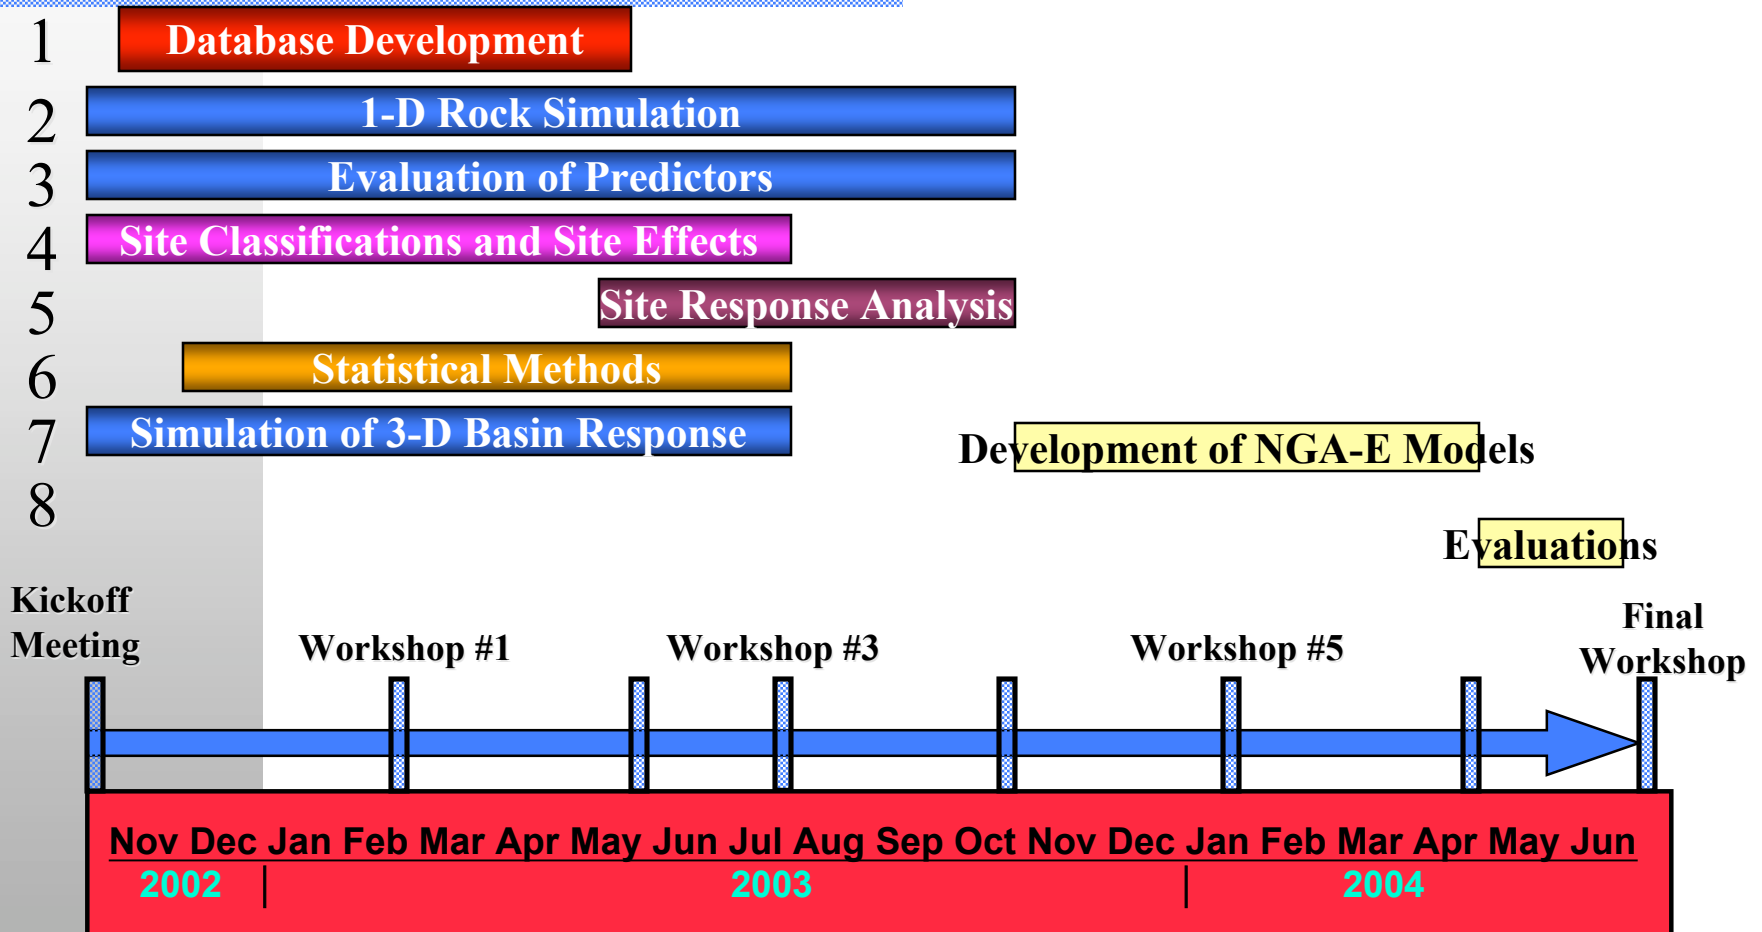 1
Database Development
2
1-D Rock Simulation
3
Evaluation of Predictors
4
Site Classifications and Site Effects
5
Site Response Analysis
6
Statistical Methods
7
Simulation of 3-D Basin Response
Development of NGA-E Models
8
Evaluations
Kickoff
Meeting
Workshop #1
Workshop #3
Workshop #5
Final
Workshop
Nov Dec Jan Feb Mar Apr May Jun Jul Aug Sep Oct Nov Dec Jan Feb Mar Apr May Jun
2002
2003
2004